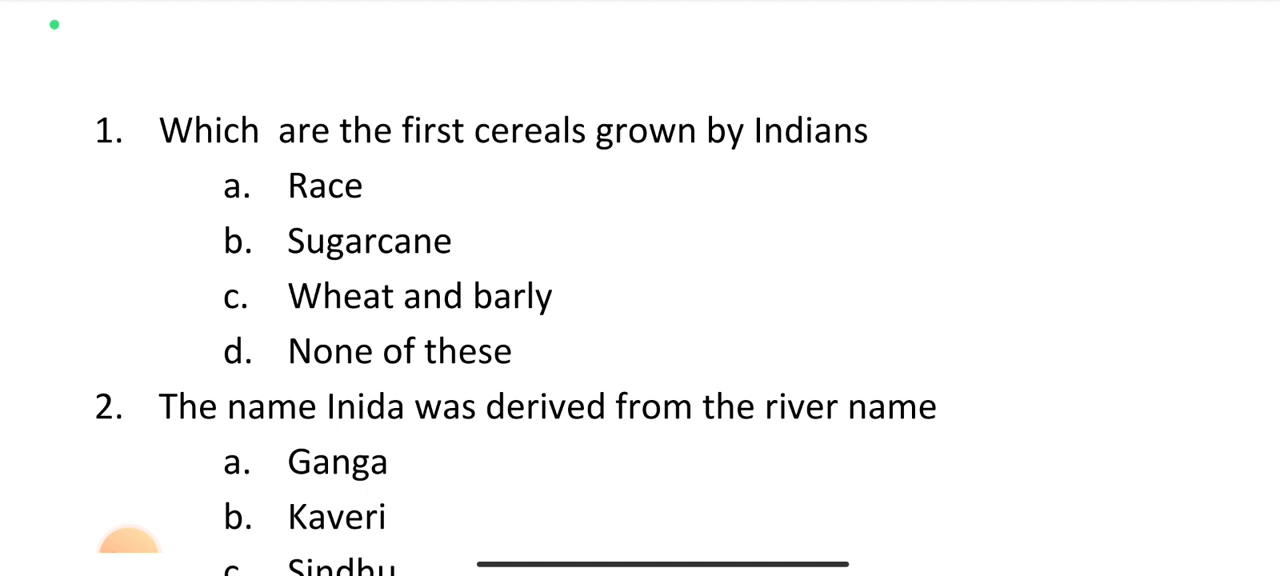 1. Which are the first cereals grown by Indians
a. Race
b. Sugarcane
c. Wheat and barly
d. None of these
2. The name Inida was derived from the river name
a. Ganga
b. Kaveri
c. Sindhu